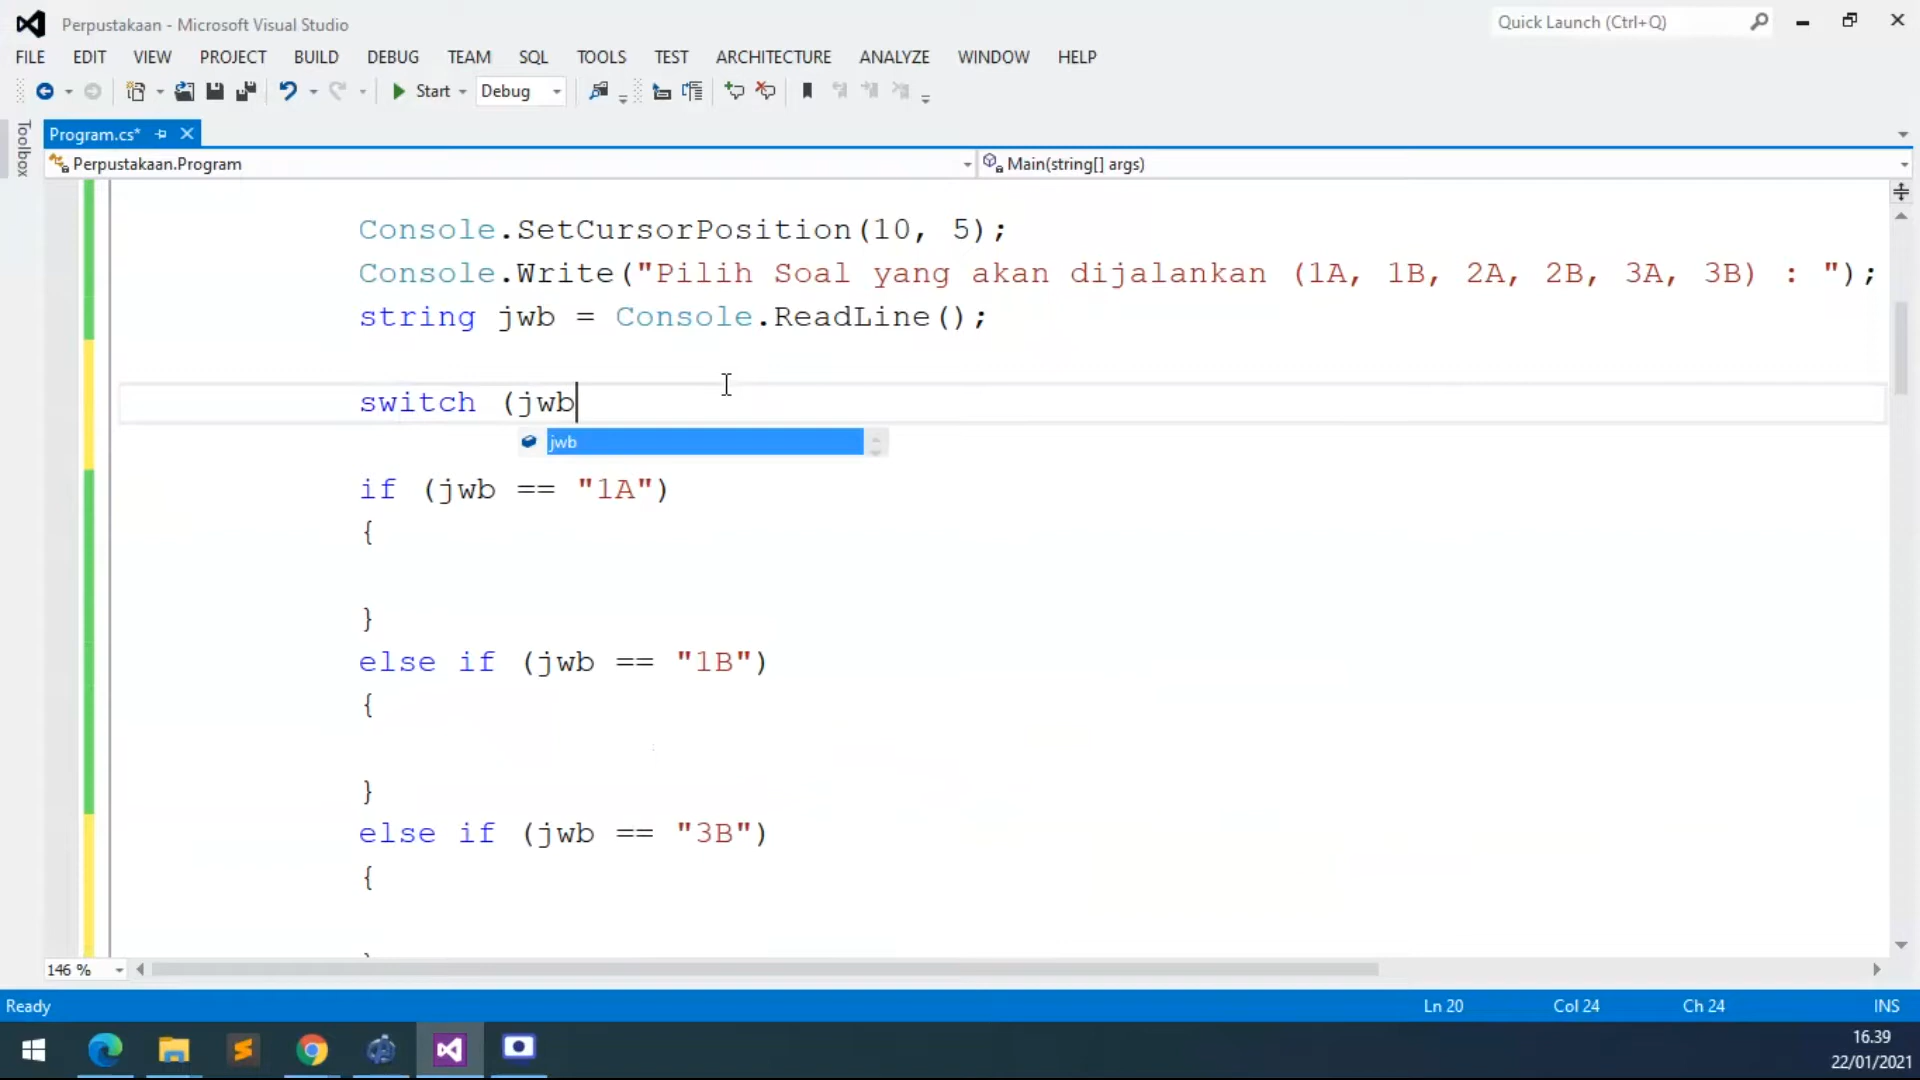 Perpustakaan - Microsoft Visual Studio
Quick Launch (Ctrl+Q)
FILE EDIT VIEW PROJECT BUILD DEBUG TEAM SQL TOOLS TEST ARCHITECTURE ANALYZE WINDOW HELP
Start Debug
Toolbox
Program.cs*
Perpustakaan.Program
Main(string[] args)
Console.SetCursorPosition(10, 5);
Console.Write("Pilih Soal yang akan dijalankan (1A, 1B, 2A, 2B, 3A, 3B) : ");
string jwb = Console.ReadLine();
switch (jwb
jwb
if (jwb == "1A")
{
}
else if (jwb == "1B")
{
}
else if (jwb == "3B")
{
146 %
Ready
Ln 20 Col 24 Ch 24 INS
16.39
22/01/2021